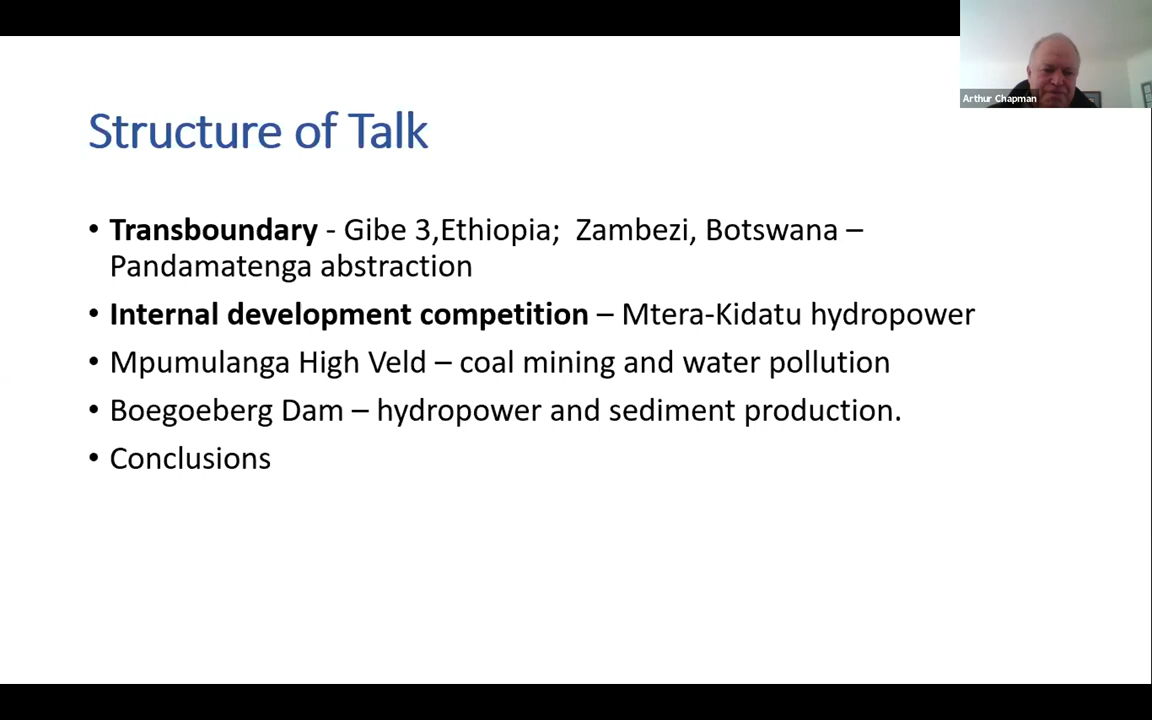 Arthur Chapman
Structure of Talk
• Transboundary - Gibe 3,Ethiopia;  Zambezi, Botswana –
Pandamatenga abstraction
• Internal development competition – Mtera-Kidatu hydropower
• Mpumulanga High Veld – coal mining and water pollution
• Boegoeberg Dam – hydropower and sediment production.
• Conclusions